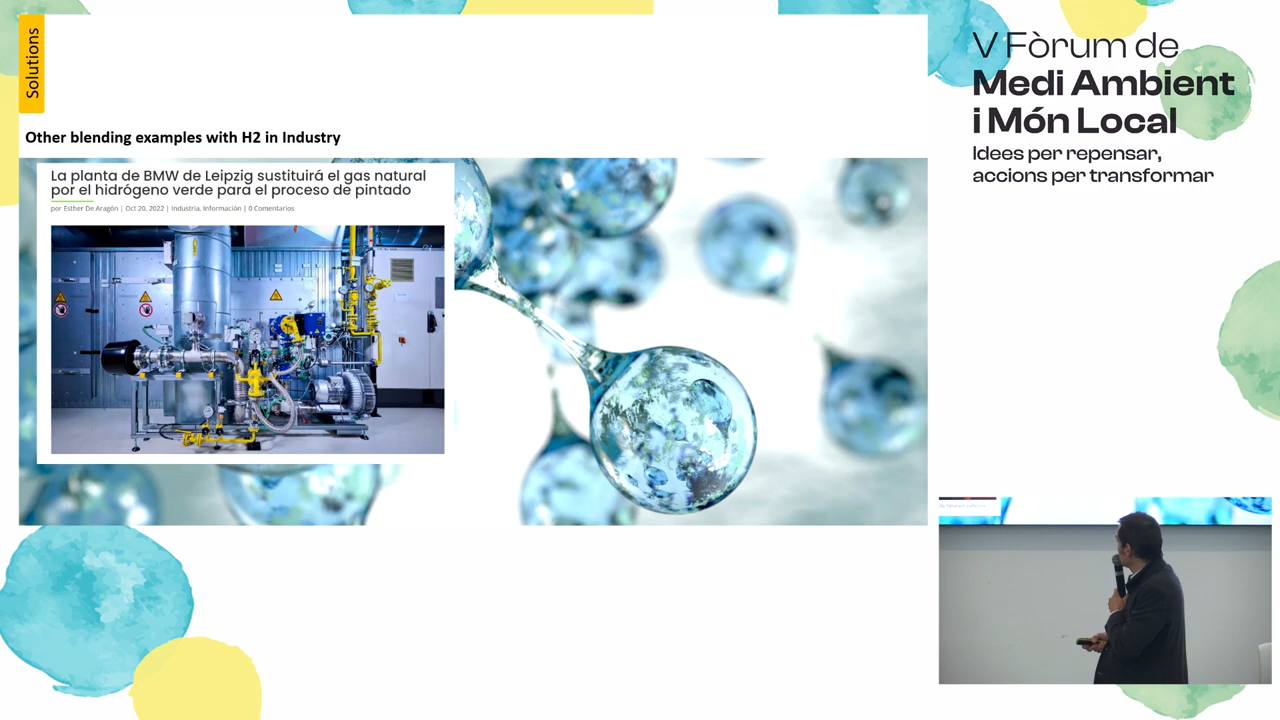 Solutions
Other blending examples with H2 in Industry
La planta de BMW de Leipzig sustituirá el gas natural
por el hidrógeno verde para el proceso de pintado
por Esther De Aragón | Oct 20, 2022 | Industria, Información | 0 Comentarios
V Fòrum de
Medi Ambient
i Món Local
Idees per repensar,
accions per transformar